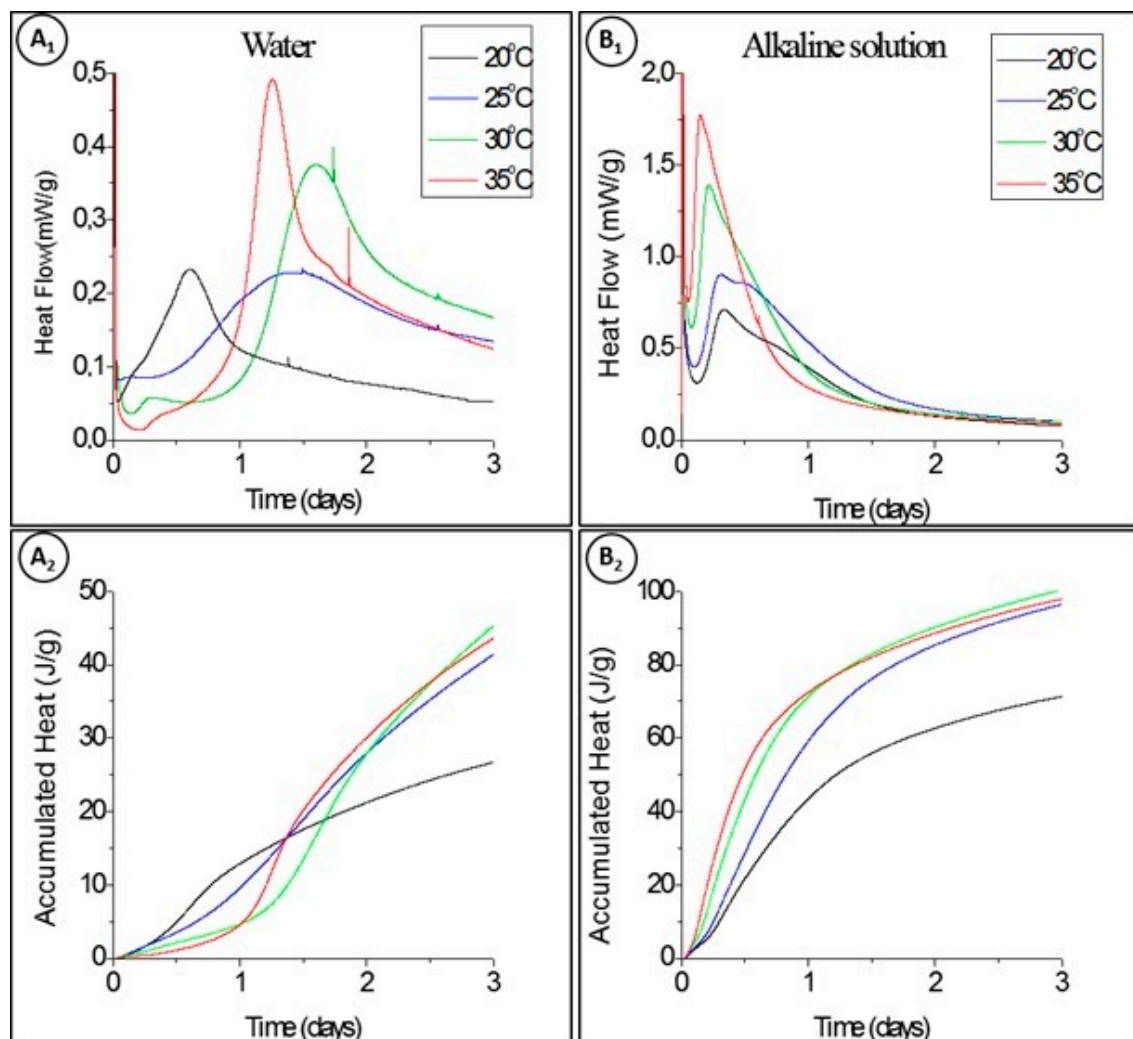 A1
Water
20°C
25°C
30°C
35°C
0,5
0,4
0,3
0,2
0,1
0,0
Heat Flow(mW/g)
0
1
2
3
Time (days)
B1
Alkaline solution
20°C
25°C
30°C
35°C
2,0
1,5
1,0
0,5
0,0
Heat Flow (mW/g)
0
1
2
3
Time (days)
A2
50
40
30
20
10
0
Accumulated Heat (J/g)
0
1
2
3
Time (days)
B2
100
80
60
40
20
0
Accumulated Heat (J/g)
0
1
2
3
Time (days)